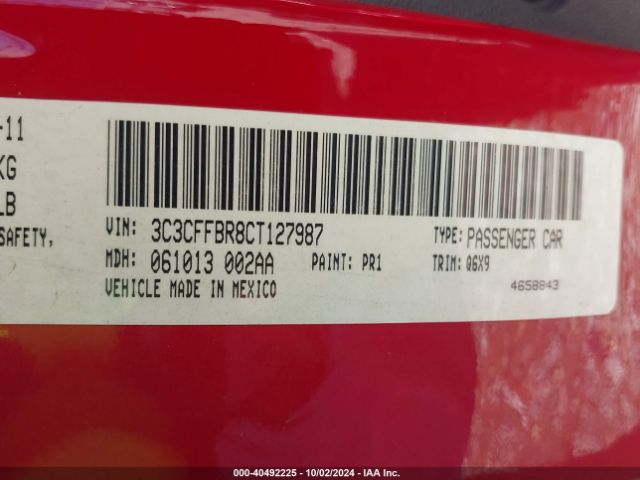 -11
KG
LB
SAFETY,
VIN: 3C3CFFBR8CT127987
TYPE: PASSENGER CAR
MDH: 061013 002AA
PAINT: PR1
TRIM: Q6X9
VEHICLE MADE IN MEXICO
4658843
000-40492225 - 10/02/2024 - IAA Inc.